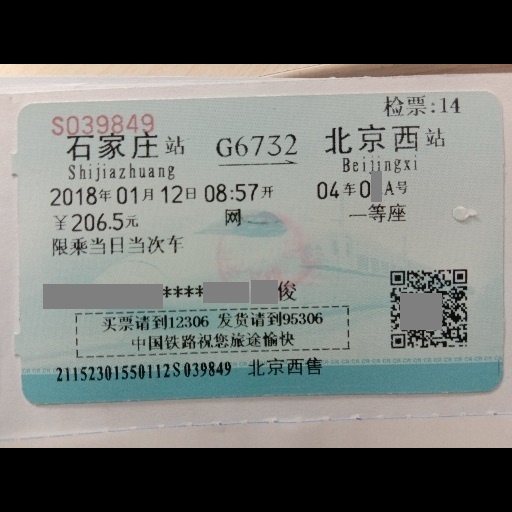 检票:14
S039849
石家庄站 G6732 北京西站
Shijiazhuang Beijingxi
2018年01月12日08:57开 04车0 A号
￥206.5元 网 一等座
限乘当日当次车
**** 俊
买票请到12306 发货请到95306
中国铁路祝您旅途愉快
21152301550112S039849 北京西售